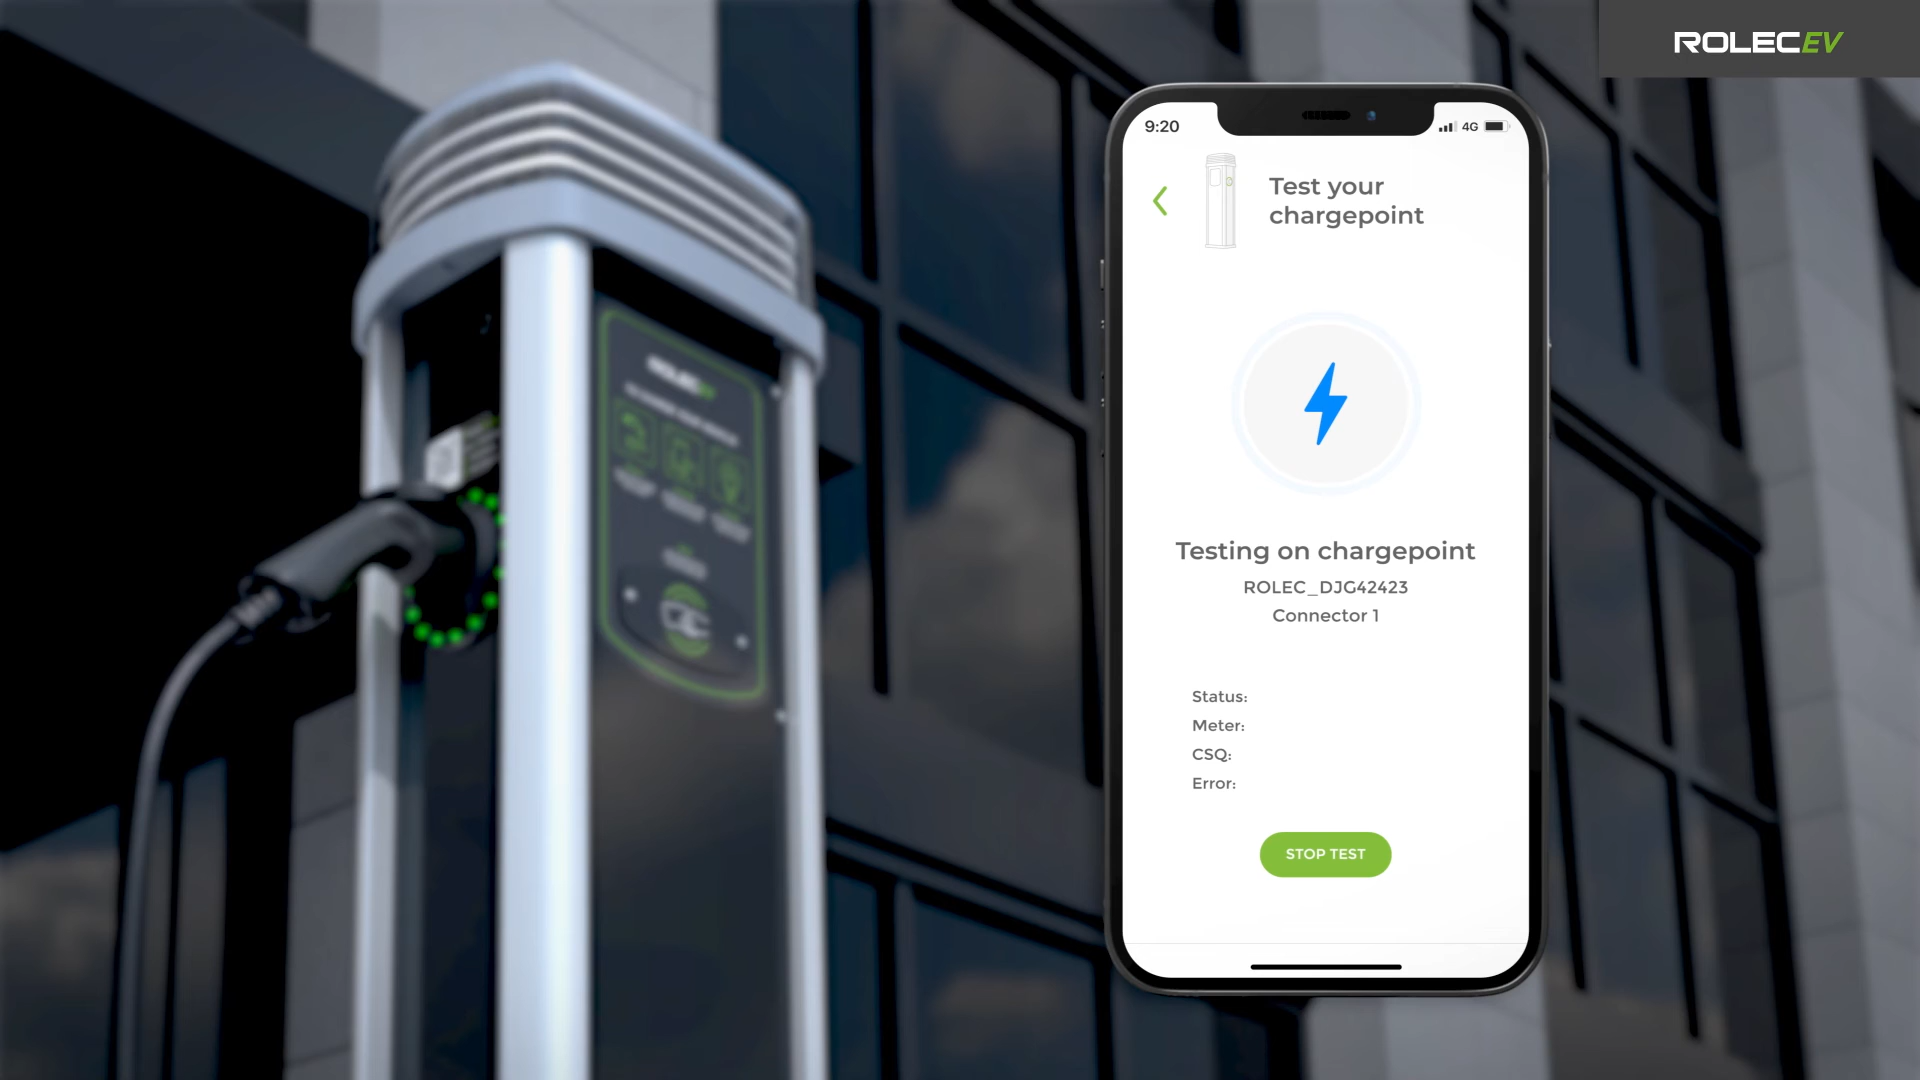 ROLECEV
9:20
4G
Test your
chargepoint
Testing on chargepoint
ROLEC_DJG42423
Connector 1
Status:
Meter:
CSQ:
Error:
STOP TEST
ROLECEV